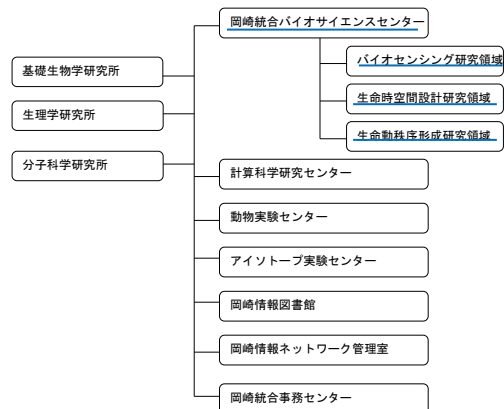 岡崎統合バイオサイエンスセンター
バイオセンシング研究領域
生命時空間設計研究領域
生命動秩序形成研究領域
基礎生物学研究所
生理学研究所
分子科学研究所
計算科学研究センター
動物実験センター
アイソトープ実験センター
岡崎情報図書館
岡崎情報ネットワーク管理室
岡崎統合事務センター